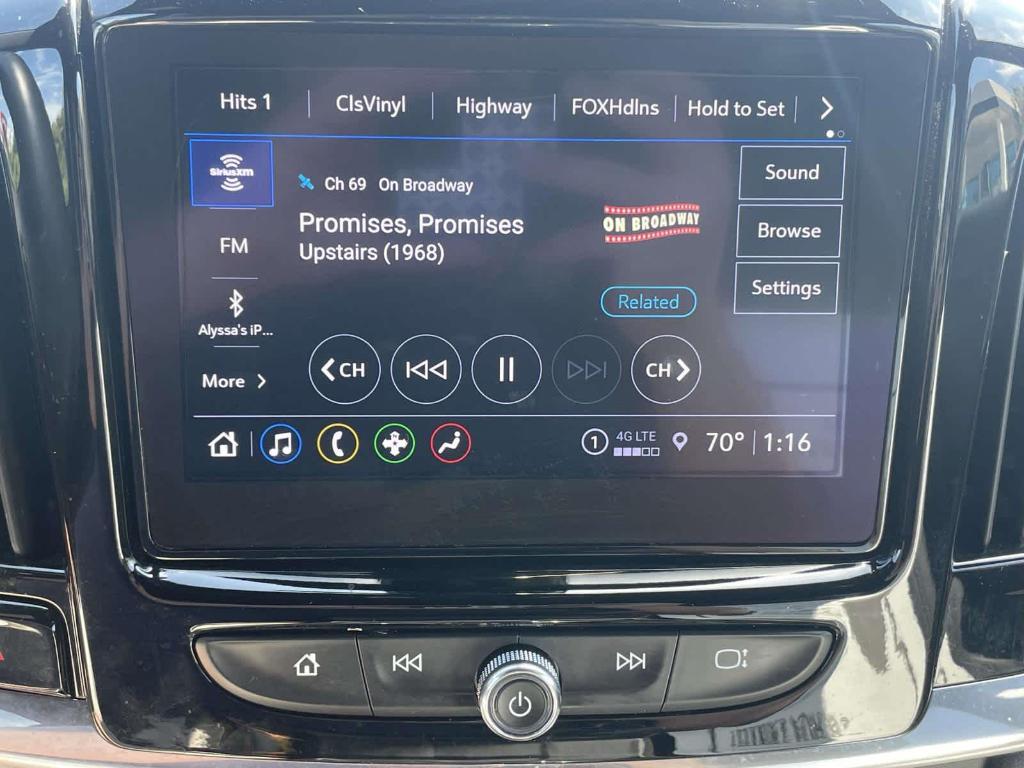 Hits 1
ClsVinyl
Highway
FOXHdlns
Hold to Set
SiriusXM
FM
Alyssa's iP...
More
Ch 69 On Broadway
Promises, Promises
Upstairs (1968)
ON BROADWAY
Related
Sound
Browse
Settings
CH
CH
1
4G LTE
70°
1:16